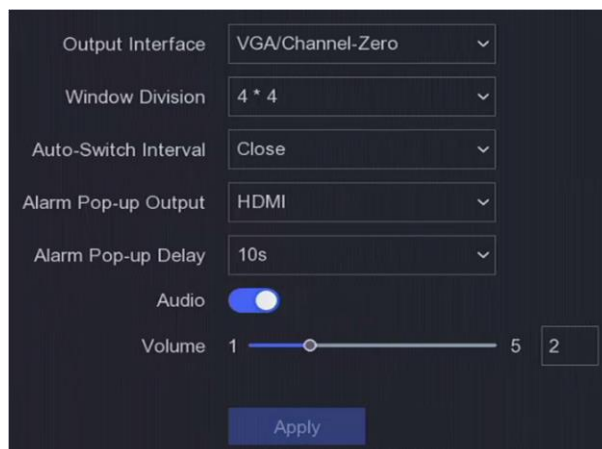 Output Interface VGA/Channel-Zero
Window Division 4 * 4
Auto-Switch Interval Close
Alarm Pop-up Output HDMI
Alarm Pop-up Delay 10s
Audio
Volume 1 5 2
Apply